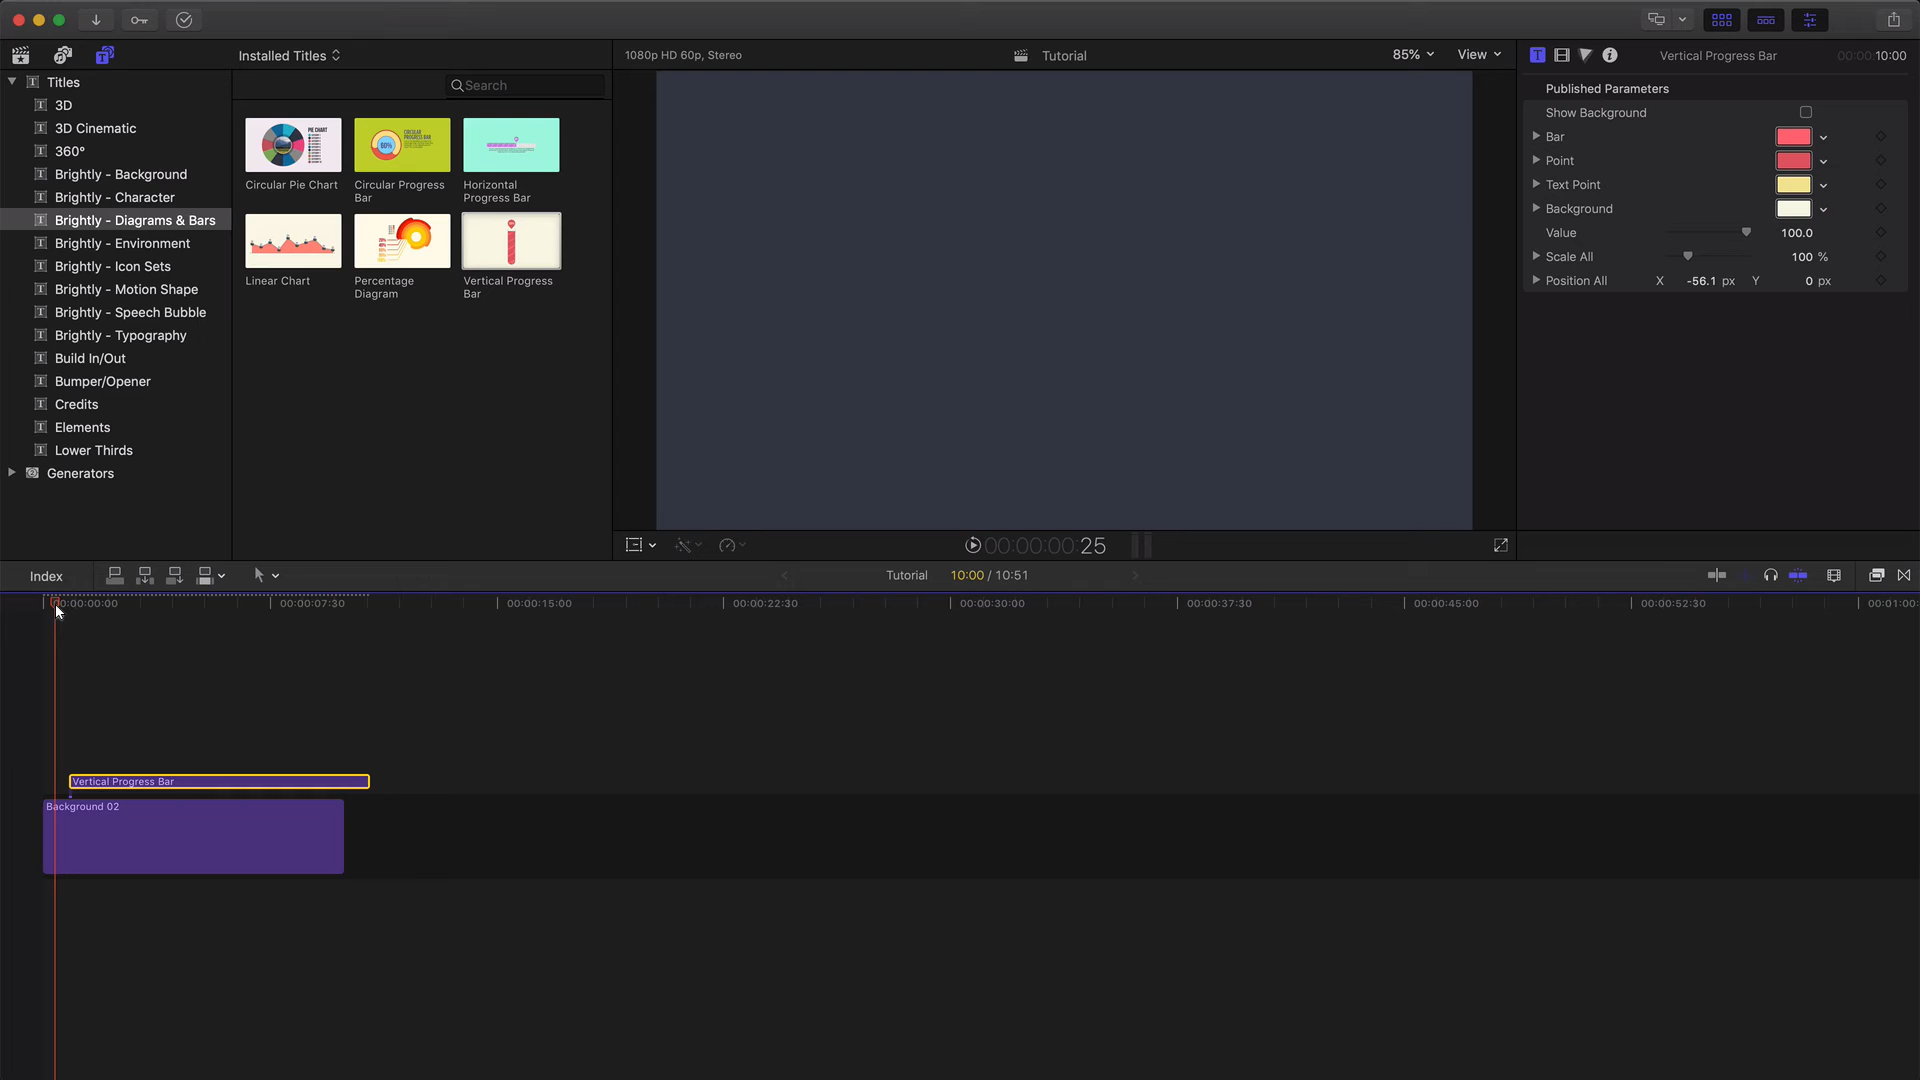 Installed Titles
1080p HD 60p, Stereo
Tutorial
85%
View
Vertical Progress Bar
00:00:10:00
Titles
3D
3D Cinematic
360°
Brightly - Background
Brightly - Character
Brightly - Diagrams & Bars
Brightly - Environment
Brightly - Icon Sets
Brightly - Motion Shape
Brightly - Speech Bubble
Brightly - Typography
Build In/Out
Bumper/Opener
Credits
Elements
Lower Thirds
Generators
Search
PIE CHART
CIRCULAR
PROGRESS BAR
80%
Circular Pie Chart
Circular Progress
Bar
Horizontal
Progress Bar
Linear Chart
Percentage
Diagram
Vertical Progress
Bar
Published Parameters
Show Background
Bar
Point
Text Point
Background
Value
100.0
Scale All
100 %
Position All
X
-56.1 px
Y
0 px
00:00:00:25
Index
Tutorial
10:00 / 10:51
00:00:00:00
00:00:07:30
00:00:15:00
00:00:22:30
00:00:30:00
00:00:37:30
00:00:45:00
00:00:52:30
00:01:00:
Vertical Progress Bar
Background 02